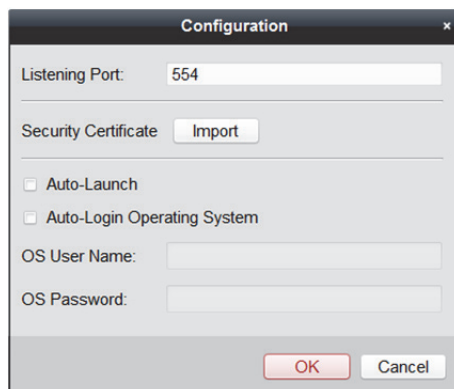 Configuration ×
Listening Port: 554
Security Certificate Import
Auto-Launch
Auto-Login Operating System
OS User Name:
OS Password:
OK Cancel